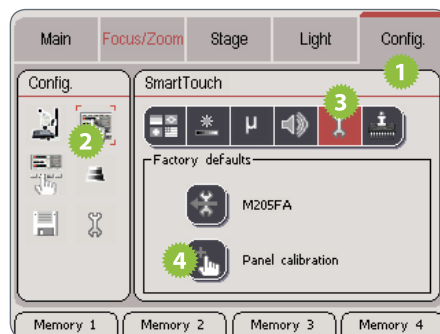 Main Focus/Zoom Stage Light Config.
Config. SmartTouch
1
2
3
μ
i
Factory defaults
M205FA
4
Panel calibration
Memory 1 Memory 2 Memory 3 Memory 4